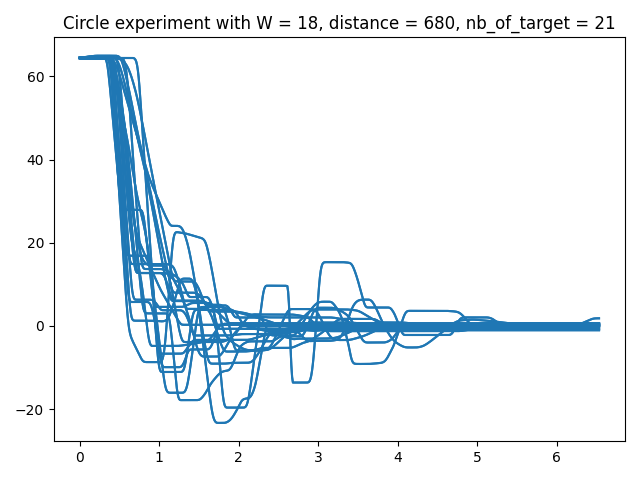 Circle experiment with W = 18, distance = 680, nb_of_target = 21
60
40
20
0
−20
0 1 2 3 4 5 6